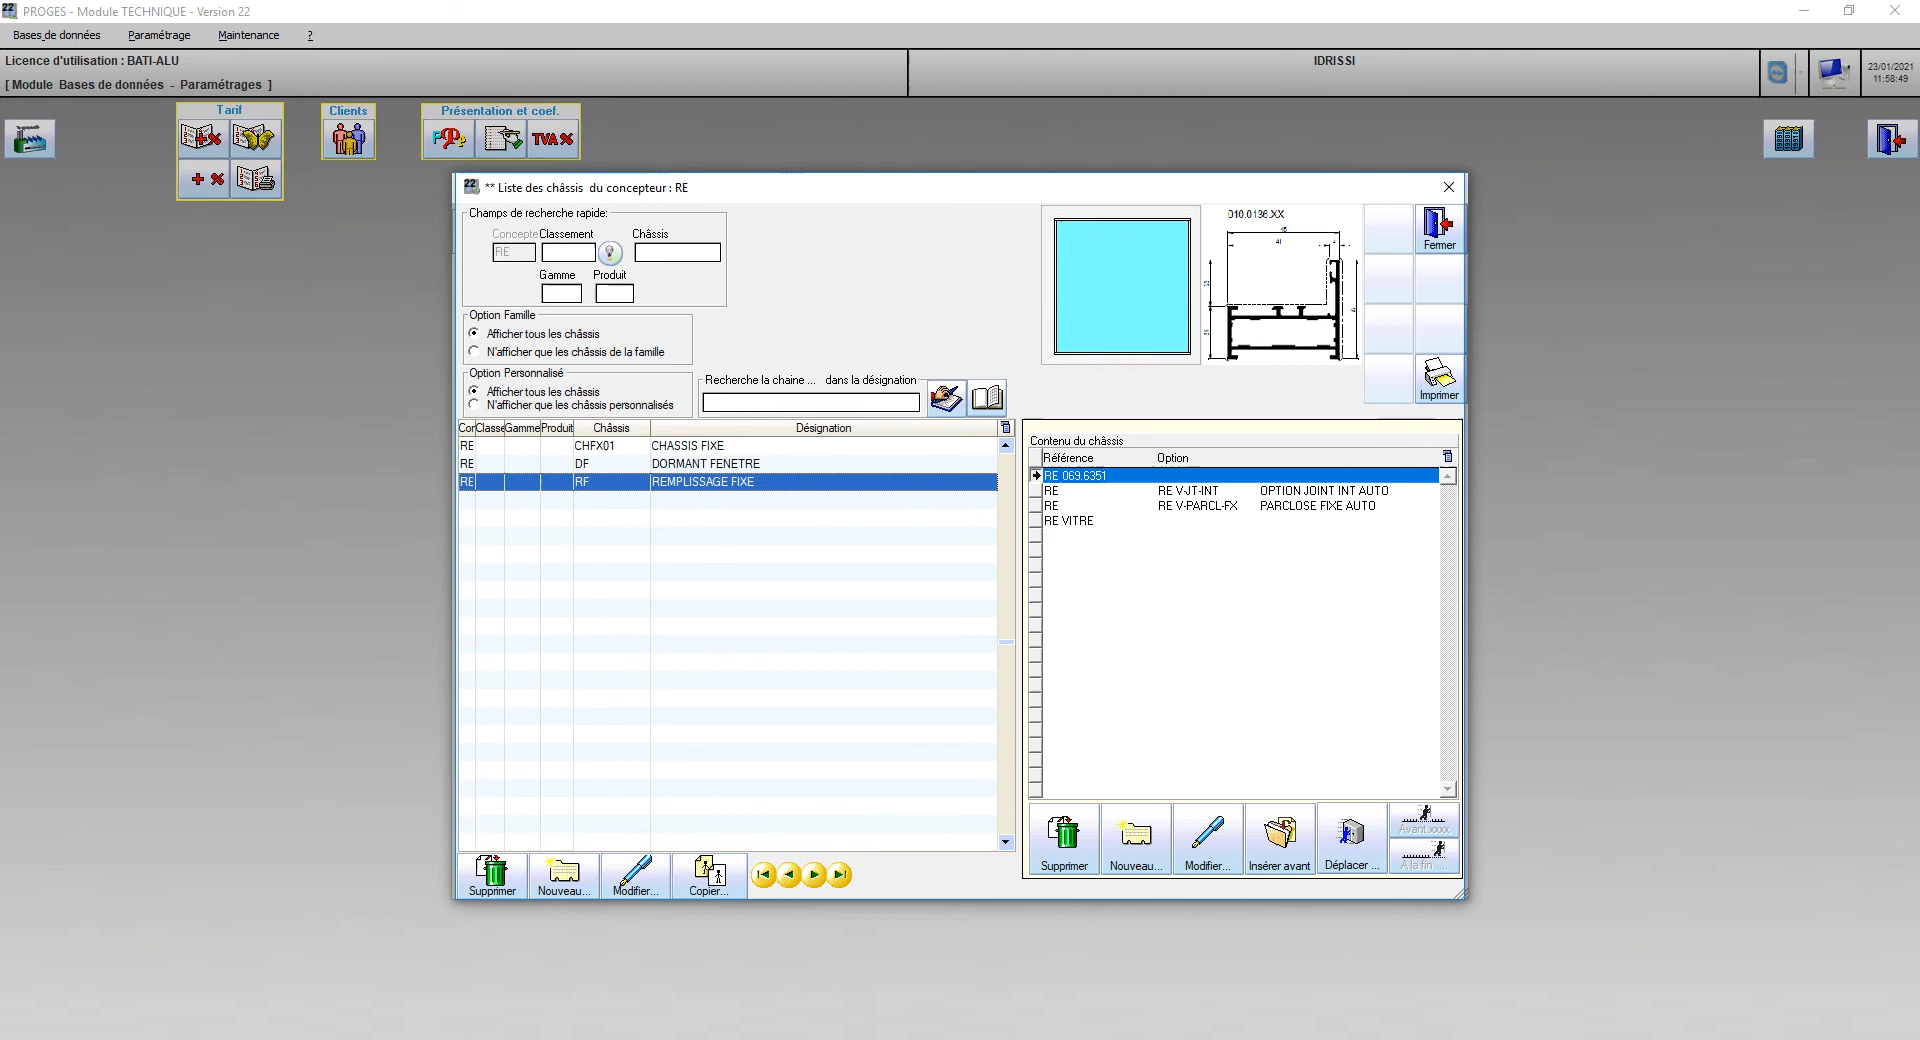 22 PROGES - Module TECHNIQUE - Version 22
Bases de données Paramétrage Maintenance ?
Licence d'utilisation : BATI-ALU
IDRISSI
[ Module Bases de données - Paramétrages ]
23/01/2021
11:58:49
Tarif
Clients
Présentation et coef.
TVA %
22 ** Liste des châssis du concepteur : RE
Champs de recherche rapide:
Concepte Classement Châssis
RE
Gamme Produit
Option Famille
Afficher tous les châssis
N'afficher que les châssis de la famille
Option Personnalisé
Afficher tous les châssis
N'afficher que les châssis personnalisés
Recherche la chaine ... dans la désignation
010.0136.XX
41
Fermer
Imprimer
Cor Classe Gamme Produit Châssis Désignation
RE CHFX01 CHASSIS FIXE
RE DF DORMANT FENETRE
RE RF REMPLISSAGE FIXE
Contenu du châssis
Référence Option
RE 069.6351
RE RE V-JT-INT OPTION JOINT INT AUTO
RE RE V-PARCL-FX PARCLOSE FIXE AUTO
RE VITRE
Supprimer Nouveau... Modifier... Insérer avant Déplacer ... Avant xxxx
A la fin ...
Supprimer Nouveau... Modifier... Copier...